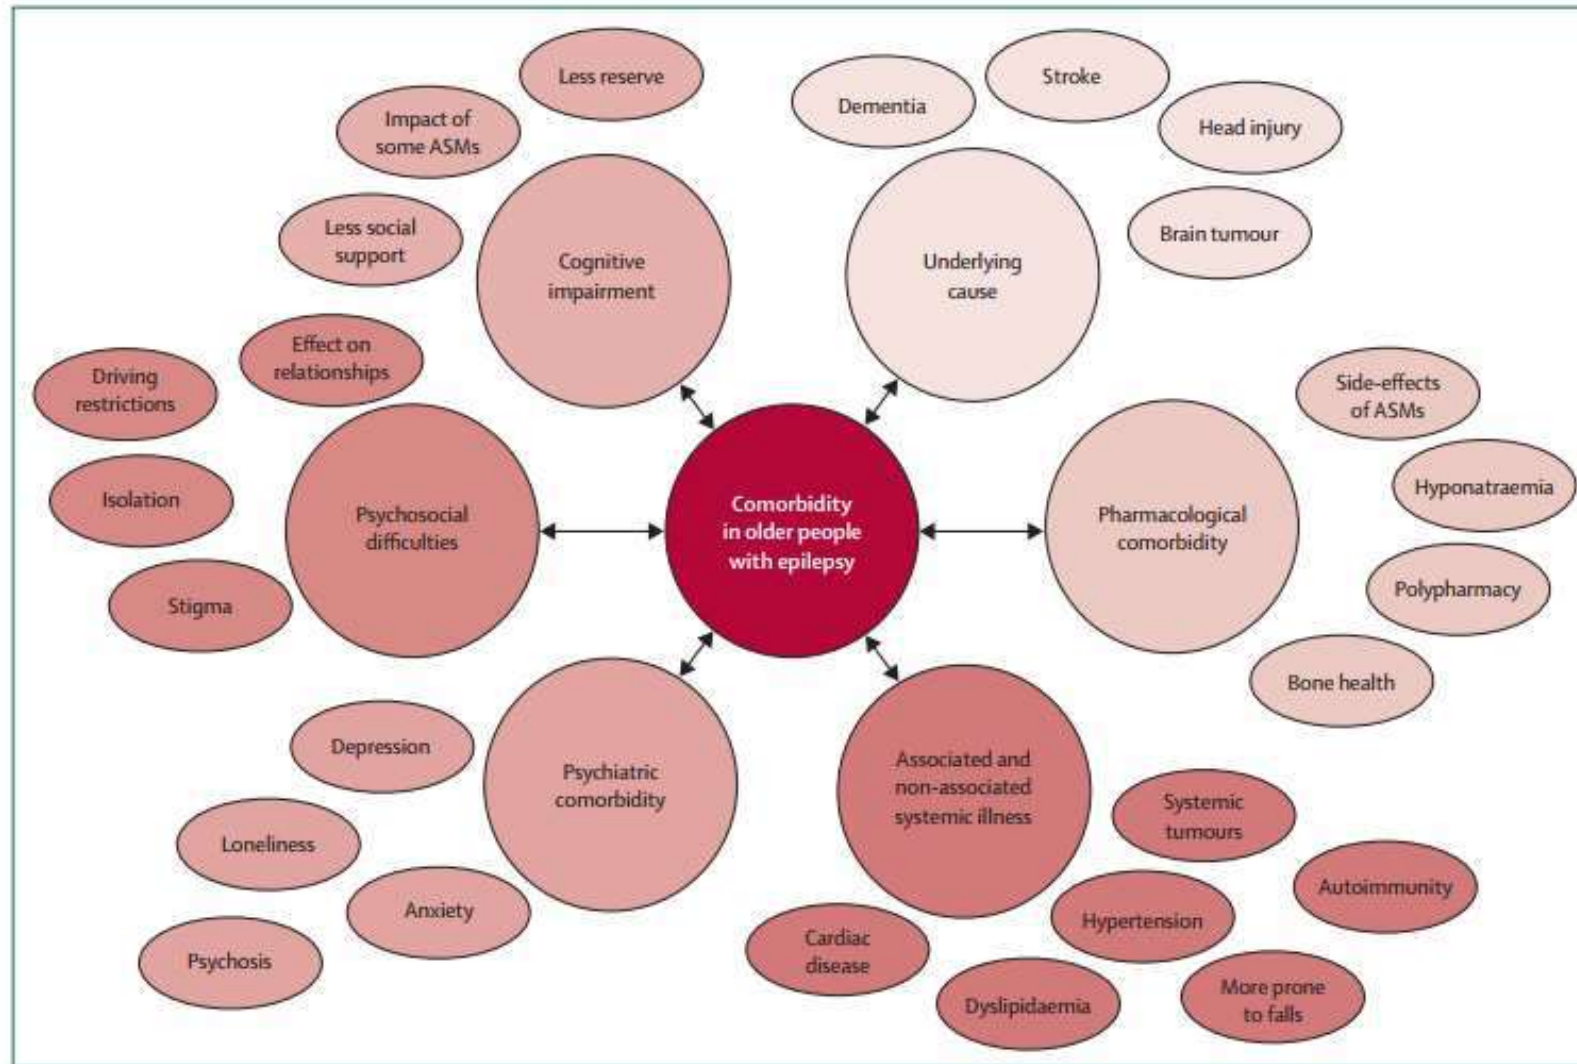 Less reserve
Impact of
some ASMs
Less social
support
Cognitive
impairment
Dementia
Stroke
Head injury
Brain tumour
Underlying
cause
Effect on
relationships
Driving
restrictions
Isolation
Stigma
Psychosocial
difficulties
Comorbidity
in older people
with epilepsy
Pharmacological
comorbidity
Side-effects
of ASMs
Hyponatraemia
Polypharmacy
Bone health
Depression
Loneliness
Anxiety
Psychosis
Psychiatric
comorbidity
Associated and
non-associated
systemic illness
Systemic
tumours
Autoimmunity
Hypertension
Cardiac
disease
Dyslipidaemia
More prone
to falls